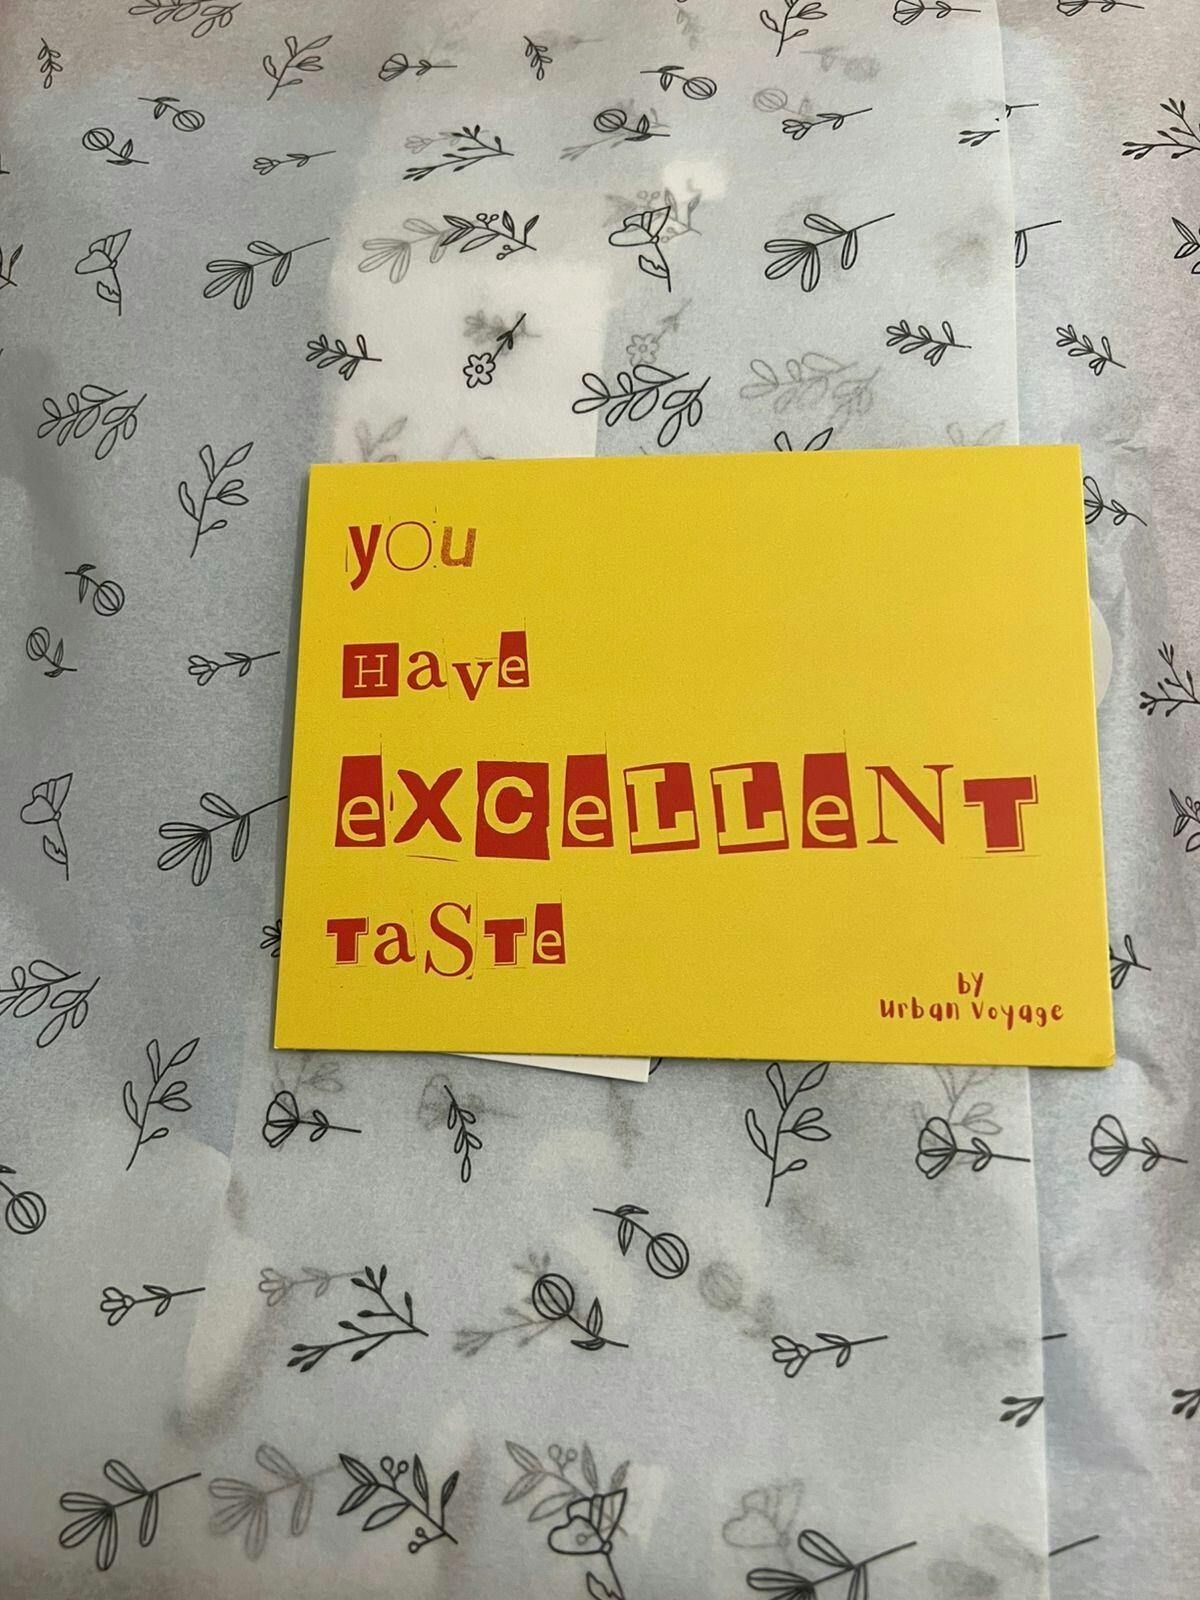 you
Have
eXCeLLeNT
TaSTe
by
Urban Voyage